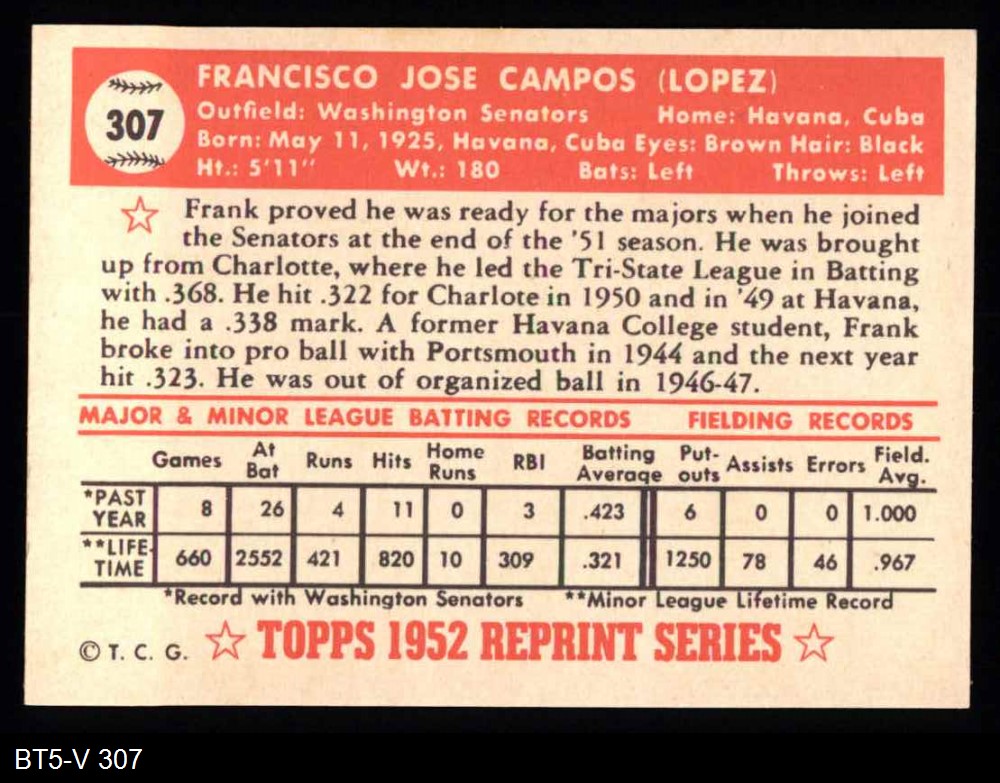 307
FRANCISCO JOSE CAMPOS (LOPEZ)
Outfield: Washington Senators Home: Havana, Cuba
Born: May 11, 1925, Havana, Cuba Eyes: Brown Hair: Black
Ht.: 5'11" Wt.: 180 Bats: Left Throws: Left
Frank proved he was ready for the majors when he joined
the Senators at the end of the '51 season. He was brought
up from Charlotte, where he led the Tri-State League in Batting
with .368. He hit .322 for Charlote in 1950 and in '49 at Havana,
he had a .338 mark. A former Havana College student, Frank
broke into pro ball with Portsmouth in 1944 and the next year
hit .323. He was out of organized ball in 1946-47.
MAJOR & MINOR LEAGUE BATTING RECORDS FIELDING RECORDS
Games At Bat Runs Hits Home Runs RBI Batting Average Put-outs Assists Errors Field. Avg.
*PAST YEAR 8 26 4 11 0 3 .423 6 0 0 1.000
**LIFE-TIME 660 2552 421 820 10 309 .321 1250 78 46 .967
*Record with Washington Senators **Minor League Lifetime Record
© T. C. G. TOPPS 1952 REPRINT SERIES
BT5-V 307